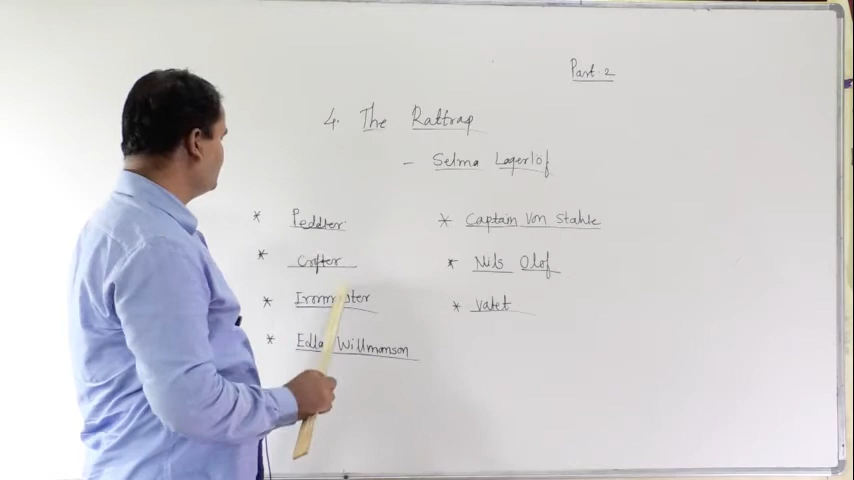 Part-2
4. The Rattrap
- Selma Lagerlof
* Peddler
* Crofter
* Ironmaster
* Edla Willmanson
* Captain Von Stahle
* Nils Olof
* Valet